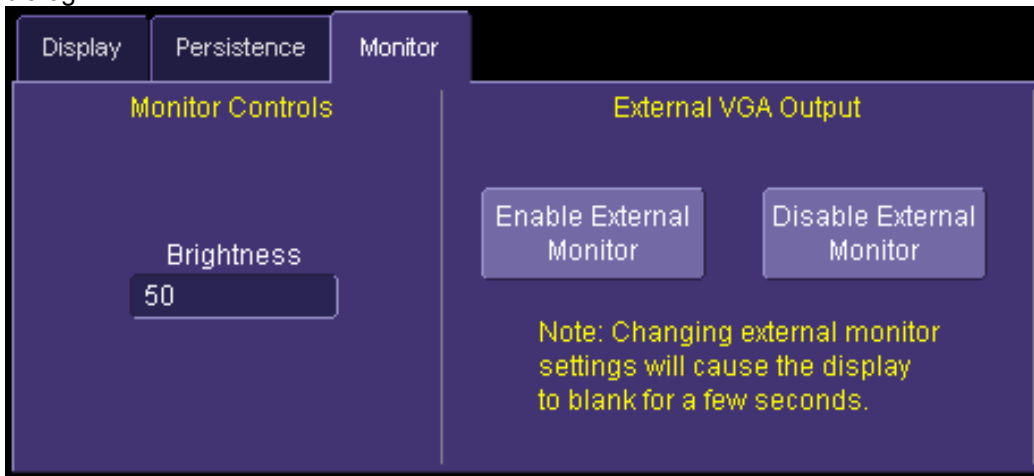 Display Persistence Monitor
Monitor Controls
Brightness
50
External VGA Output
Enable External
Monitor
Disable External
Monitor
Note: Changing external monitor
settings will cause the display
to blank for a few seconds.